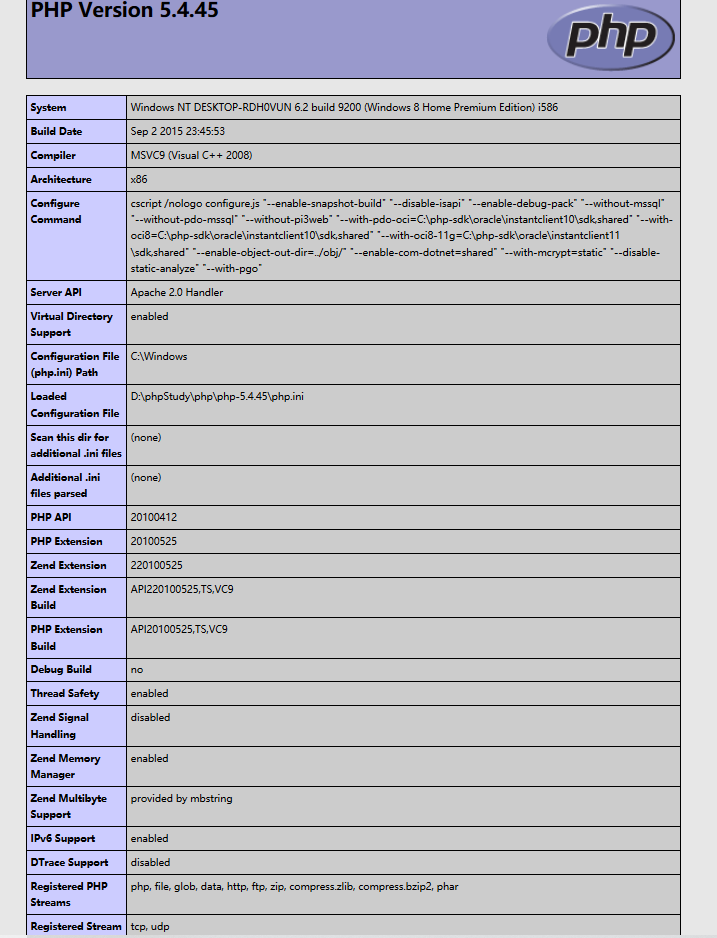 PHP Version 5.4.45
php
System Windows NT DESKTOP-RDH0VUN 6.2 build 9200 (Windows 8 Home Premium Edition) i586
Build Date Sep 2 2015 23:45:53
Compiler MSVC9 (Visual C++ 2008)
Architecture x86
Configure cscript /nologo configure.js "--enable-snapshot-build" "--disable-isapi" "--enable-debug-pack" "--without-mssql"
Command "--without-pdo-mssql" "--without-pi3web" "--with-pdo-oci=C:\php-sdk\oracle\instantclient10\sdk,shared" "--with-
oci8=C:\php-sdk\oracle\instantclient10\sdk,shared" "--with-oci8-11g=C:\php-sdk\oracle\instantclient11
\sdk,shared" "--enable-object-out-dir=../obj/" "--enable-com-dotnet=shared" "--with-mcrypt=static" "--disable-
static-analyze" "--with-pgo"
Server API Apache 2.0 Handler
Virtual Directory enabled
Support
Configuration File C:\Windows
(php.ini) Path
Loaded D:\phpStudy\php\php-5.4.45\php.ini
Configuration File
Scan this dir for (none)
additional .ini files
Additional .ini (none)
files parsed
PHP API 20100412
PHP Extension 20100525
Zend Extension 220100525
Zend Extension API220100525,TS,VC9
Build
PHP Extension API20100525,TS,VC9
Build
Debug Build no
Thread Safety enabled
Zend Signal disabled
Handling
Zend Memory enabled
Manager
Zend Multibyte provided by mbstring
Support
IPv6 Support enabled
DTrace Support disabled
Registered PHP php, file, glob, data, http, ftp, zip, compress.zlib, compress.bzip2, phar
Streams
Registered Stream tcp, udp